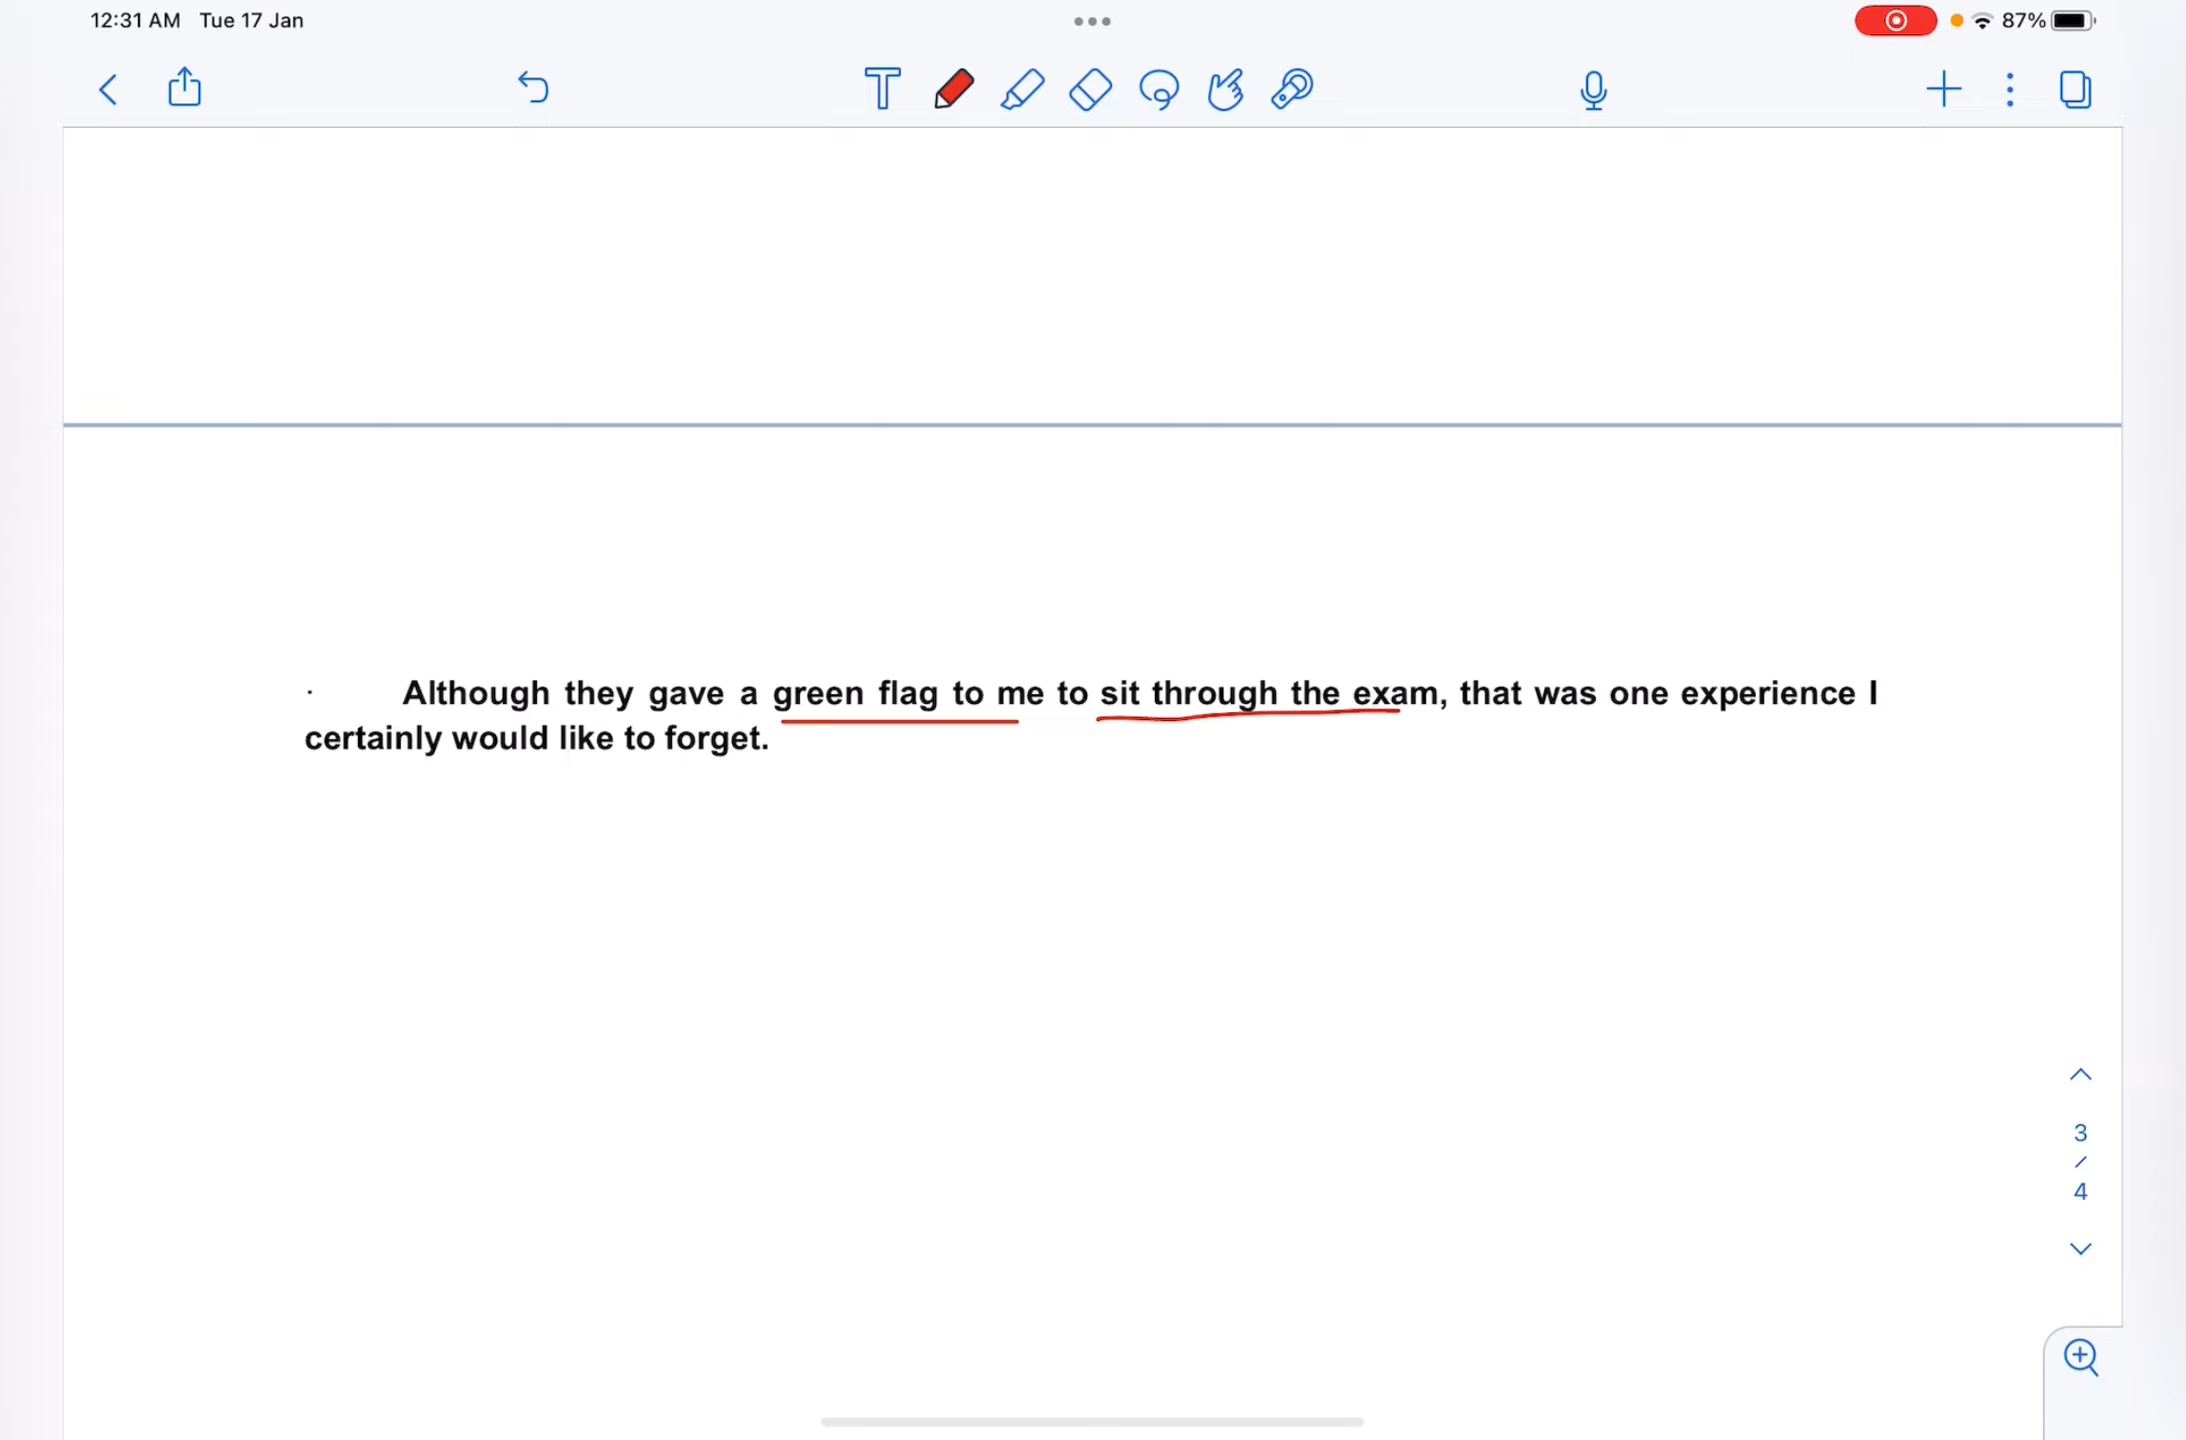 12:31 AM Tue 17 Jan
87%
· Although they gave a green flag to me to sit through the exam, that was one experience I
certainly would like to forget.
3
/
4